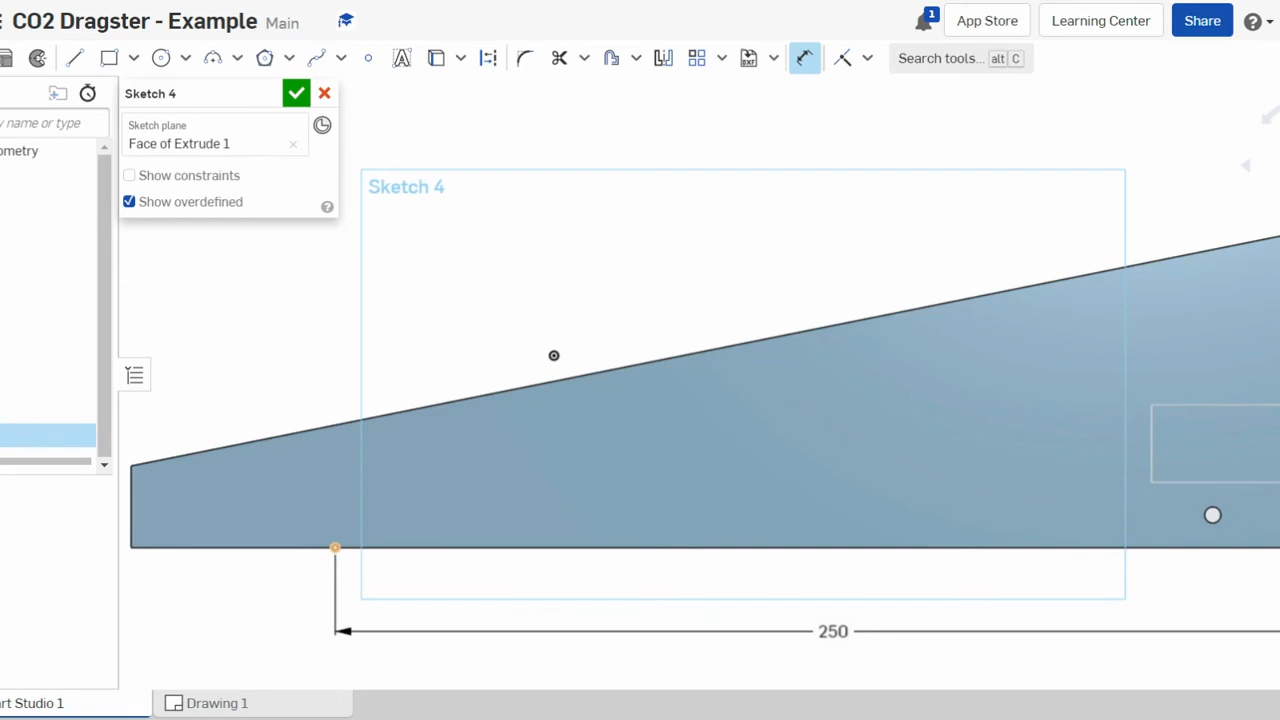 CO2 Dragster - Example Main
1
App Store
Learning Center
Share
?
Search tools... alt C
Sketch 4
y name or type
Sketch plane
Face of Extrude 1
ometry
Show constraints
Show overdefined
Sketch 4
250
rt Studio 1
Drawing 1